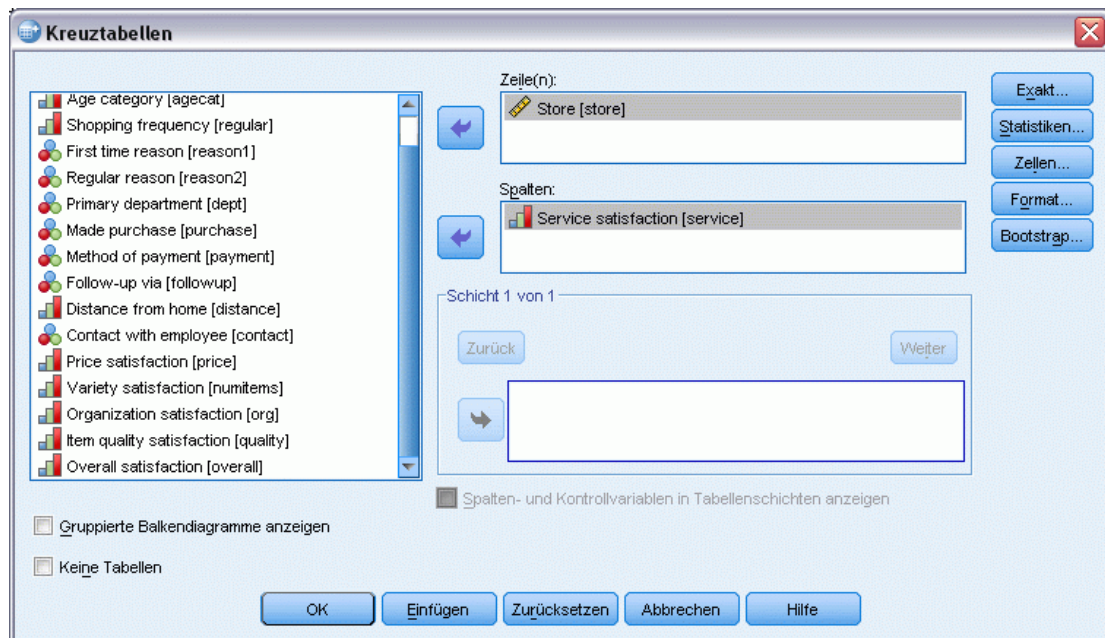 Kreuztabellen
Age category [agecat]
Shopping frequency [regular]
First time reason [reason1]
Regular reason [reason2]
Primary department [dept]
Made purchase [purchase]
Method of payment [payment]
Follow-up via [followup]
Distance from home [distance]
Contact with employee [contact]
Price satisfaction [price]
Variety satisfaction [numitems]
Organization satisfaction [org]
Item quality satisfaction [quality]
Overall satisfaction [overall]
Zeile(n):
Store [store]
Spalten:
Service satisfaction [service]
Schicht 1 von 1
Zurück
Weiter
Spalten- und Kontrollvariablen in Tabellenschichten anzeigen
Exakt...
Statistiken...
Zellen...
Format...
Bootstrap...
Gruppierte Balkendiagramme anzeigen
Keine Tabellen
OK
Einfügen
Zurücksetzen
Abbrechen
Hilfe